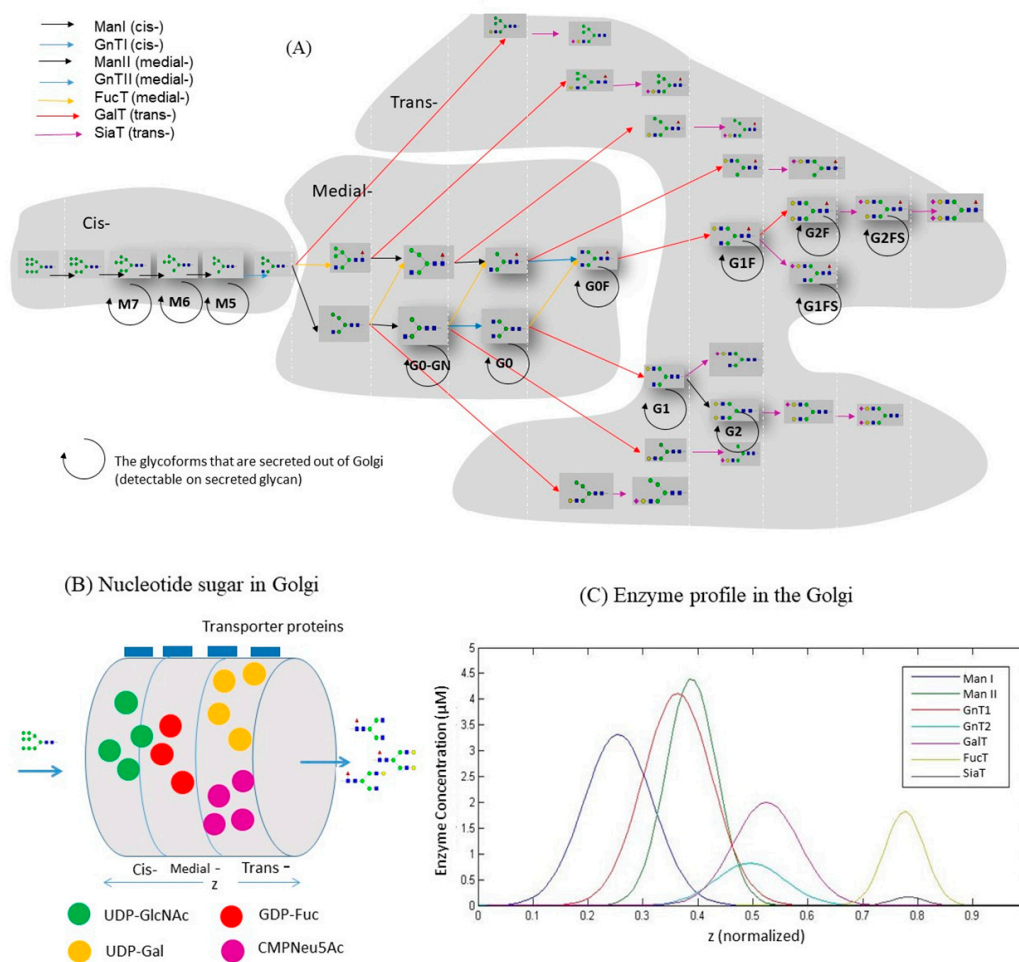 ManI (cis-)
GnTI (cis-)
ManII (medial-)
GnTII (medial-)
FucT (medial-)
GalT (trans-)
SiaT (trans-)
(A)
Trans-
Medial-
Cis-
M7
M6
M5
G0-GN
G0
G0F
G1F
G2F
G2FS
G1FS
G1
G2
The glycoforms that are secreted out of Golgi
(detectable on secreted glycan)
(B) Nucleotide sugar in Golgi
Transporter proteins
Cis-
Medial -
Trans -
z
UDP-GlcNAc
GDP-Fuc
UDP-Gal
CMPNeu5Ac
(C) Enzyme profile in the Golgi
Enzyme Concentration (µM)
5
4.5
4
3.5
3
2.5
2
1.5
1
0.5
0
0
0.1
0.2
0.3
0.4
0.5
0.6
0.7
0.8
0.9
z (normalized)
Man I
Man II
GnT1
GnT2
GalT
FucT
SiaT